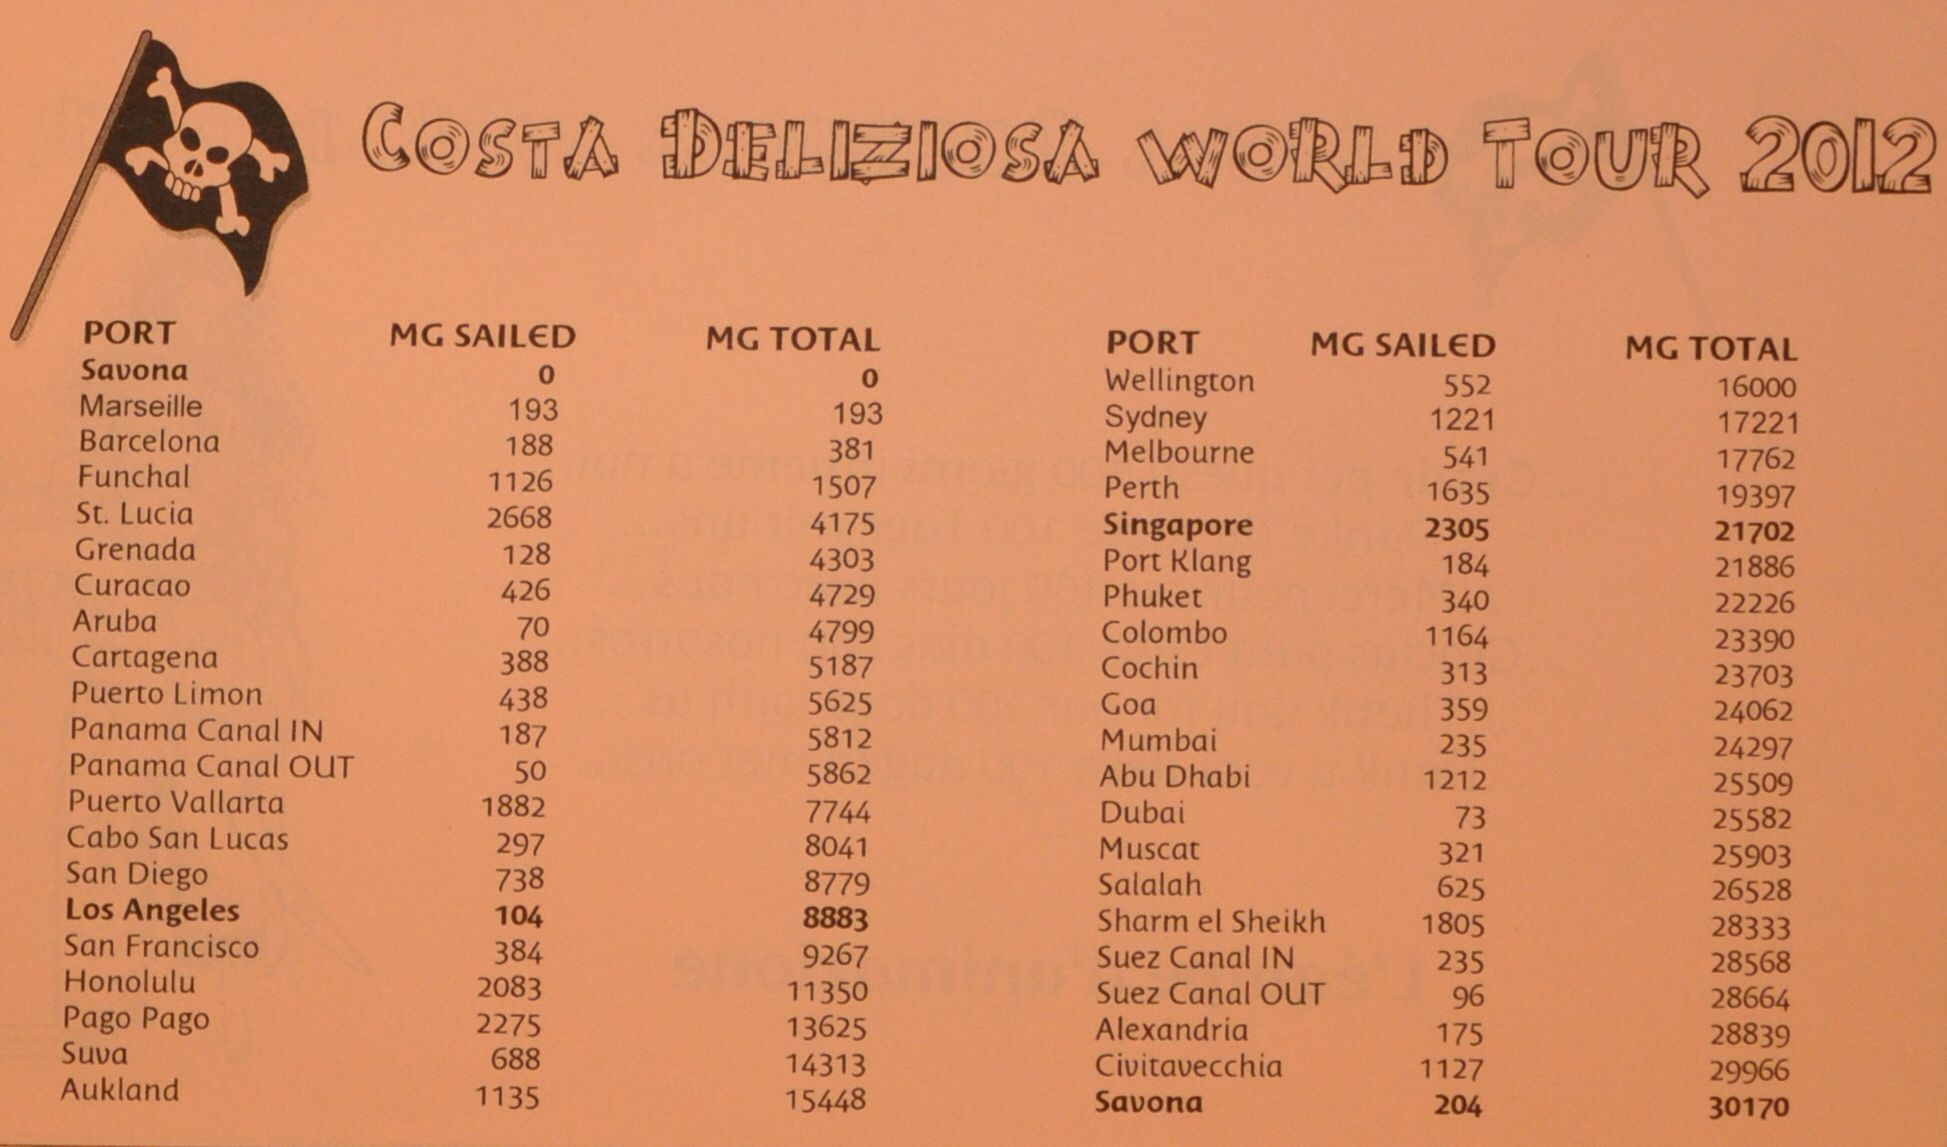 COSTA DELIZIOSA WORLD TOUR 2012
PORT MG SAILED MG TOTAL
Savona 0 0
Marseille 193 193
Barcelona 188 381
Funchal 1126 1507
St. Lucia 2668 4175
Grenada 128 4303
Curacao 426 4729
Aruba 70 4799
Cartagena 388 5187
Puerto Limon 438 5625
Panama Canal IN 187 5812
Panama Canal OUT 50 5862
Puerto Vallarta 1882 7744
Cabo San Lucas 297 8041
San Diego 738 8779
Los Angeles 104 8883
San Francisco 384 9267
Honolulu 2083 11350
Pago Pago 2275 13625
Suva 688 14313
Aukland 1135 15448
PORT MG SAILED MG TOTAL
Wellington 552 16000
Sydney 1221 17221
Melbourne 541 17762
Perth 1635 19397
Singapore 2305 21702
Port Klang 184 21886
Phuket 340 22226
Colombo 1164 23390
Cochin 313 23703
Goa 359 24062
Mumbai 235 24297
Abu Dhabi 1212 25509
Dubai 73 25582
Muscat 321 25903
Salalah 625 26528
Sharm el Sheikh 1805 28333
Suez Canal IN 235 28568
Suez Canal OUT 96 28664
Alexandria 175 28839
Civitavecchia 1127 29966
Savona 204 30170